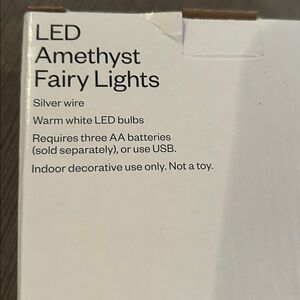 LED
Amethyst
Fairy Lights
Silver wire
Warm white LED bulbs
Requires three AA batteries
(sold separately), or use USB.
Indoor decorative use only. Not a toy.